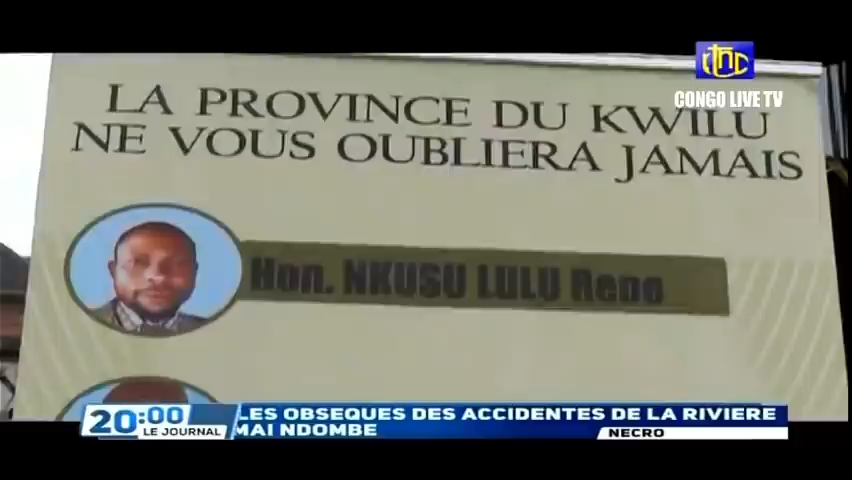 CONGO LIVE TV
LA PROVINCE DU KWILU
NE VOUS OUBLIERA JAMAIS
Hon. NKUSU LULU Rene
20:00
LE JOURNAL
LES OBSEQUES DES ACCIDENTES DE LA RIVIERE
MAI NDOMBE
NECRO